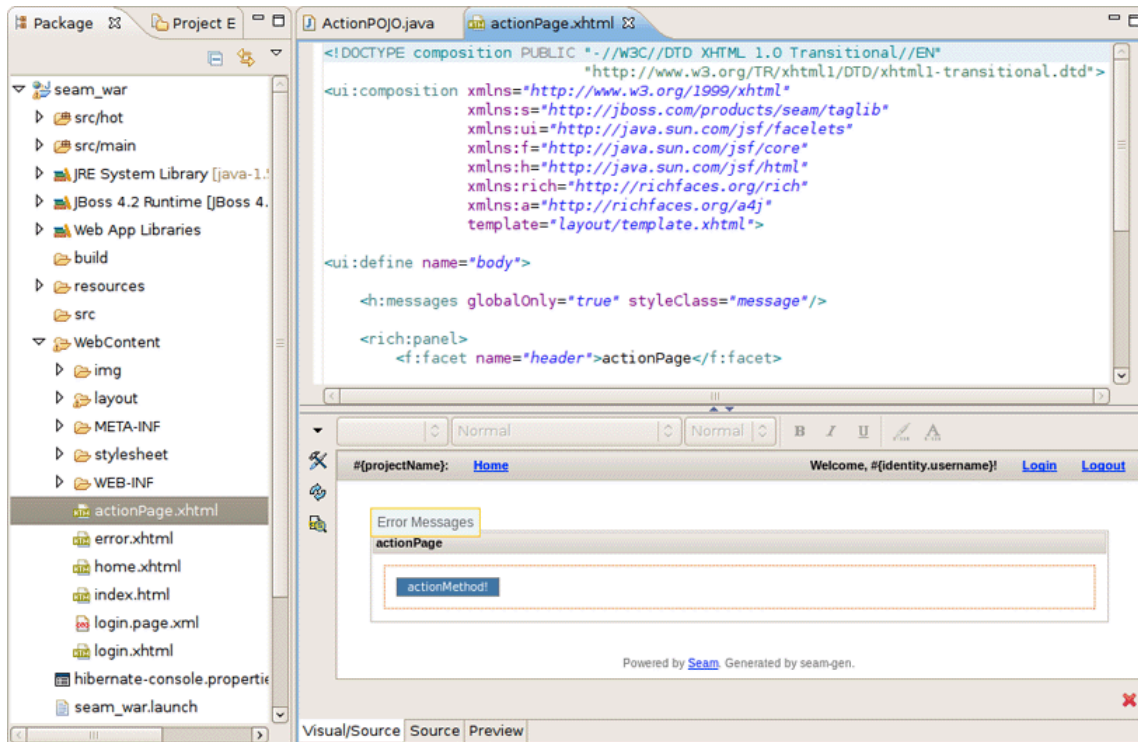 Package
Project E
seam_war
src/hot
src/main
JRE System Library [java-1.
JBoss 4.2 Runtime [JBoss 4.
Web App Libraries
build
resources
src
WebContent
img
layout
META-INF
stylesheet
WEB-INF
actionPage.xhtml
error.xhtml
home.xhtml
index.html
login.page.xml
login.xhtml
hibernate-console.propertie
seam_war.launch
ActionPOJO.java
actionPage.xhtml
<!DOCTYPE composition PUBLIC "-//W3C//DTD XHTML 1.0 Transitional//EN"
"http://www.w3.org/TR/xhtml1/DTD/xhtml1-transitional.dtd">
<ui:composition xmlns="http://www.w3.org/1999/xhtml"
xmlns:s="http://jboss.com/products/seam/taglib"
xmlns:ui="http://java.sun.com/jsf/facelets"
xmlns:f="http://java.sun.com/jsf/core"
xmlns:h="http://java.sun.com/jsf/html"
xmlns:rich="http://richfaces.org/rich"
xmlns:a="http://richfaces.org/a4j"
template="layout/template.xhtml">
<ui:define name="body">
<h:messages globalOnly="true" styleClass="message"/>
<rich:panel>
<f:facet name="header">actionPage</f:facet>
Normal Normal B I U A
#{projectName}: Home Welcome, #{identity.username}! Login Logout
Error Messages
actionPage
actionMethod!
Powered by Seam. Generated by seam-gen.
Visual/Source Source Preview